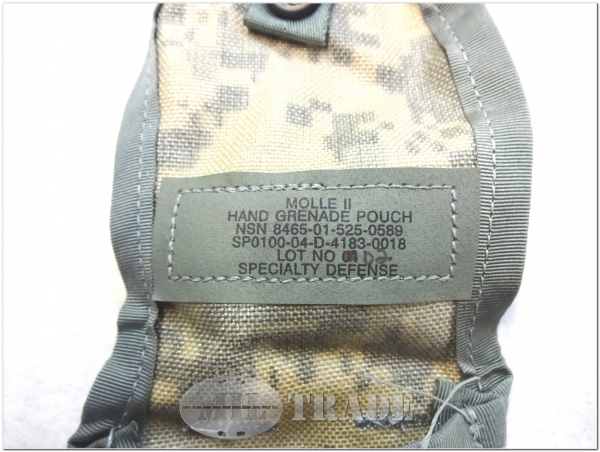 MOLLE II
HAND GRENADE POUCH
NSN 8465-01-525-0589
SP0100-04-D-4183-0018
LOT NO
SPECIALTY DEFENSE
TRADE